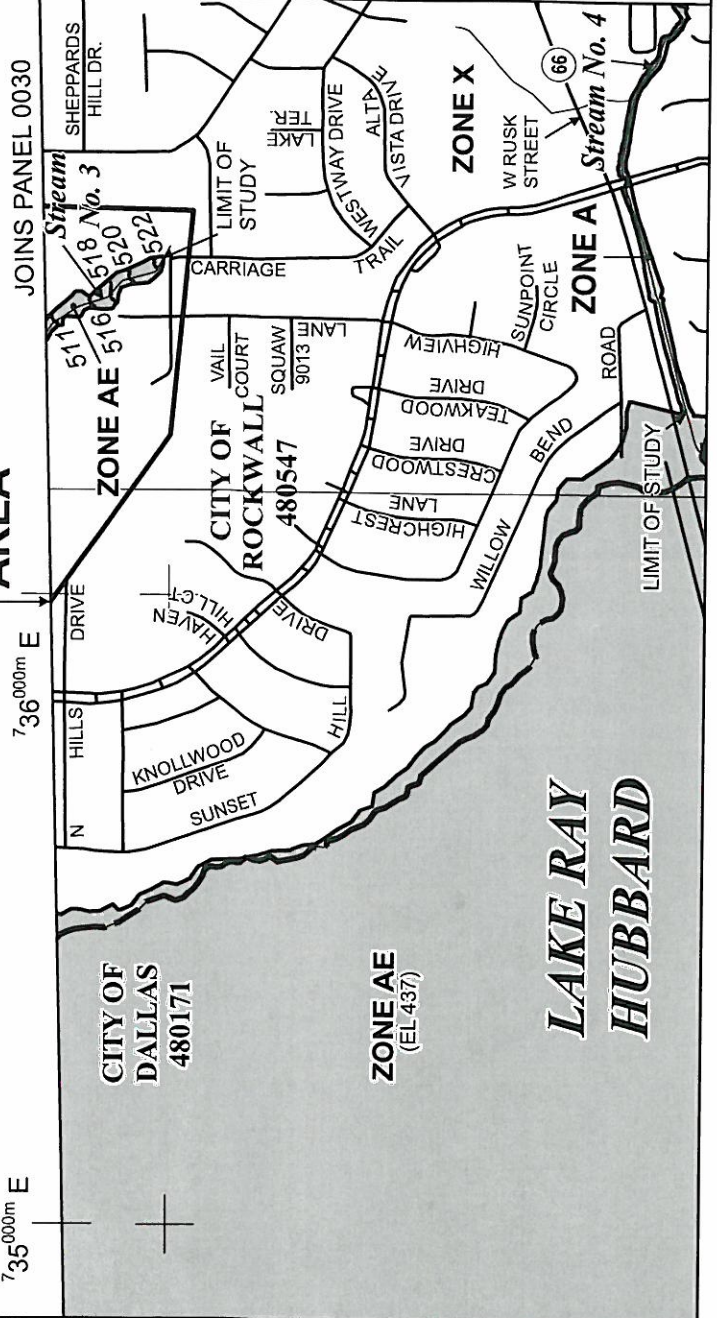 AREA
⁷35⁰⁰⁰ᵐ E
⁷36⁰⁰⁰ᵐ E
JOINS PANEL 0030
N HILLS DRIVE
KNOLLWOOD
DRIVE
SUNSET
HILL
DRIVE
HAVEN
HILL CT
ZONE AE
511
516
518
520
522
Stream
No. 3
SHEPPARDS
HILL DR.
LIMIT OF
STUDY
CARRIAGE
TRAIL
LAKE
TER.
WESTWAY DRIVE
ALTA
VISTA DRIVE
VAIL
COURT
SQUAW
9013
LANE
CITY OF
ROCKWALL
480547
HIGHVIEW
SUNPOINT
CIRCLE
TEAKWOOD
DRIVE
CRESTWOOD
DRIVE
HIGHCREST
LANE
WILLOW
BEND
ROAD
ZONE X
W RUSK
STREET
66
Stream No. 4
ZONE A
LIMIT OF STUDY
CITY OF
DALLAS
480171
ZONE AE
(EL 437)
LAKE RAY
HUBBARD